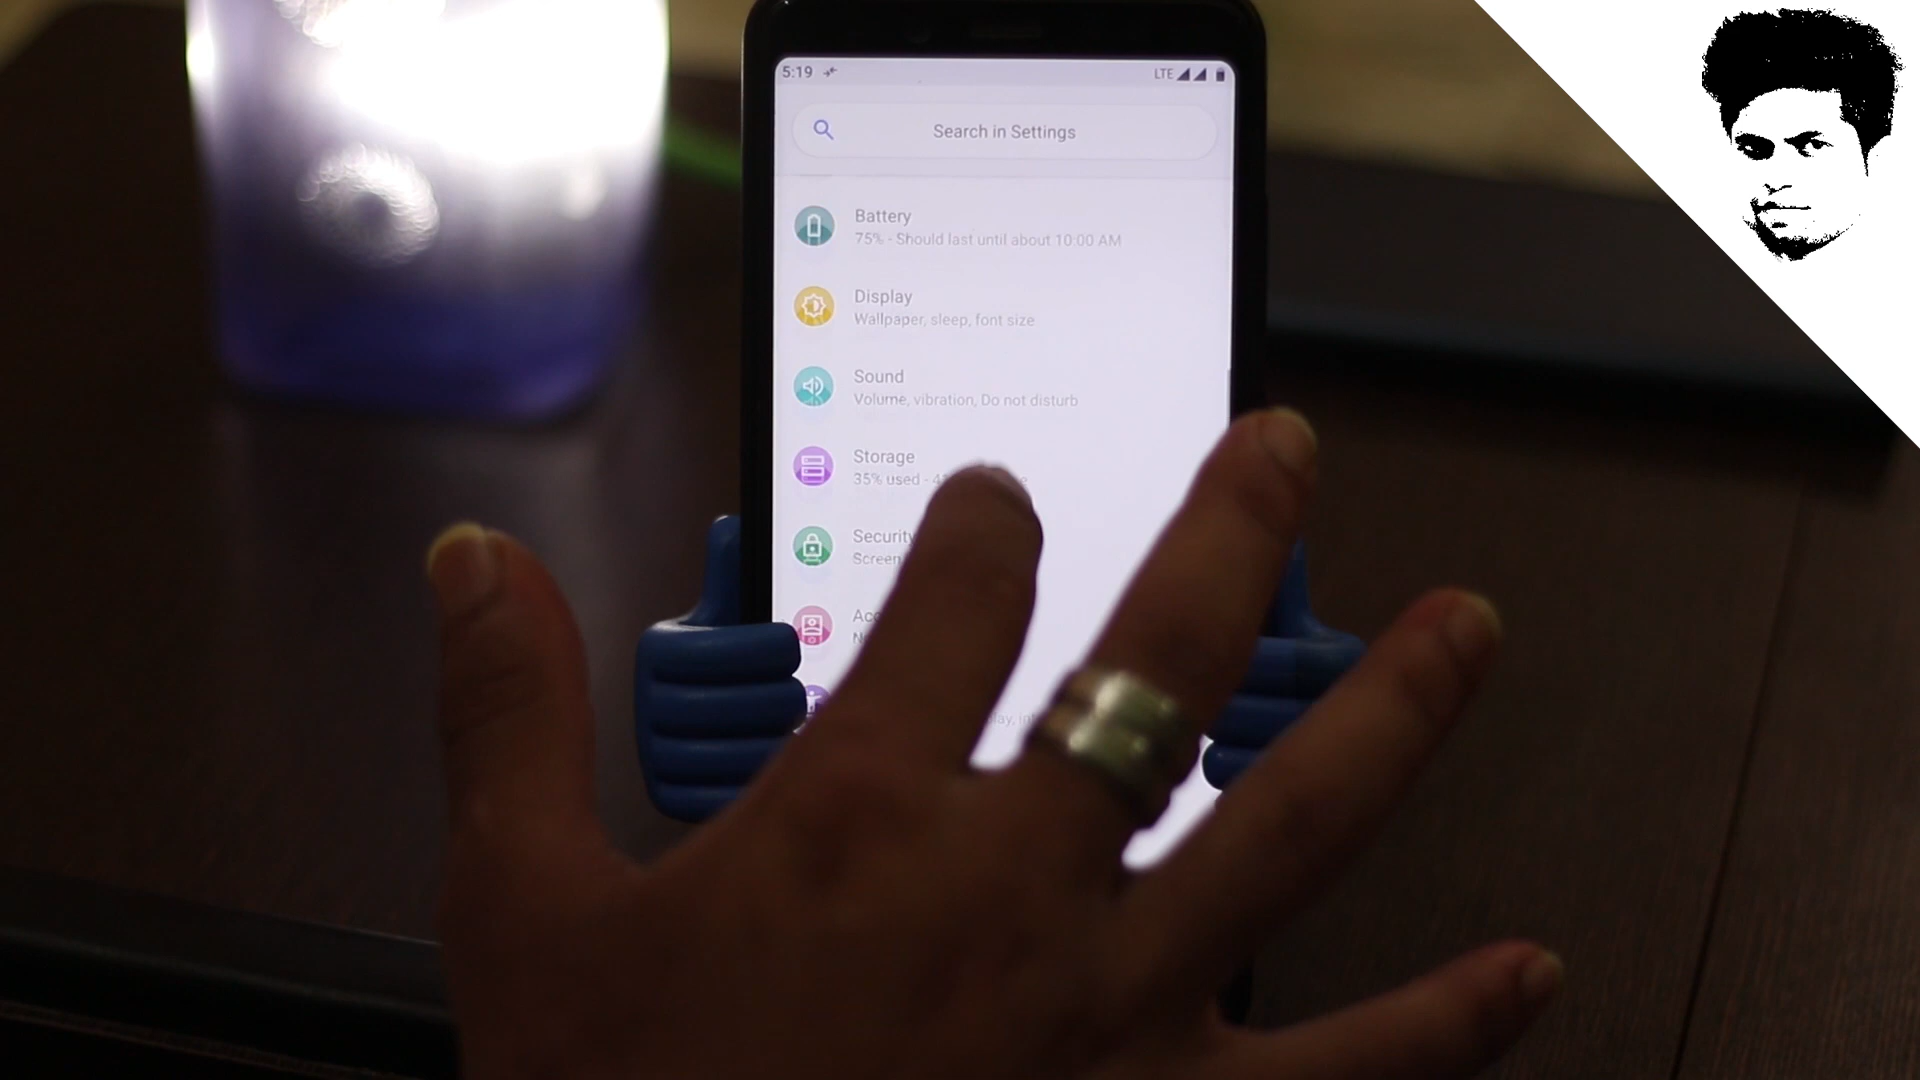 5:19
LTE
Search in Settings
Battery
75% - Should last until about 10:00 AM
Display
Wallpaper, sleep, font size
Sound
Volume, vibration, Do not disturb
Storage
35% used -
Security
Screen